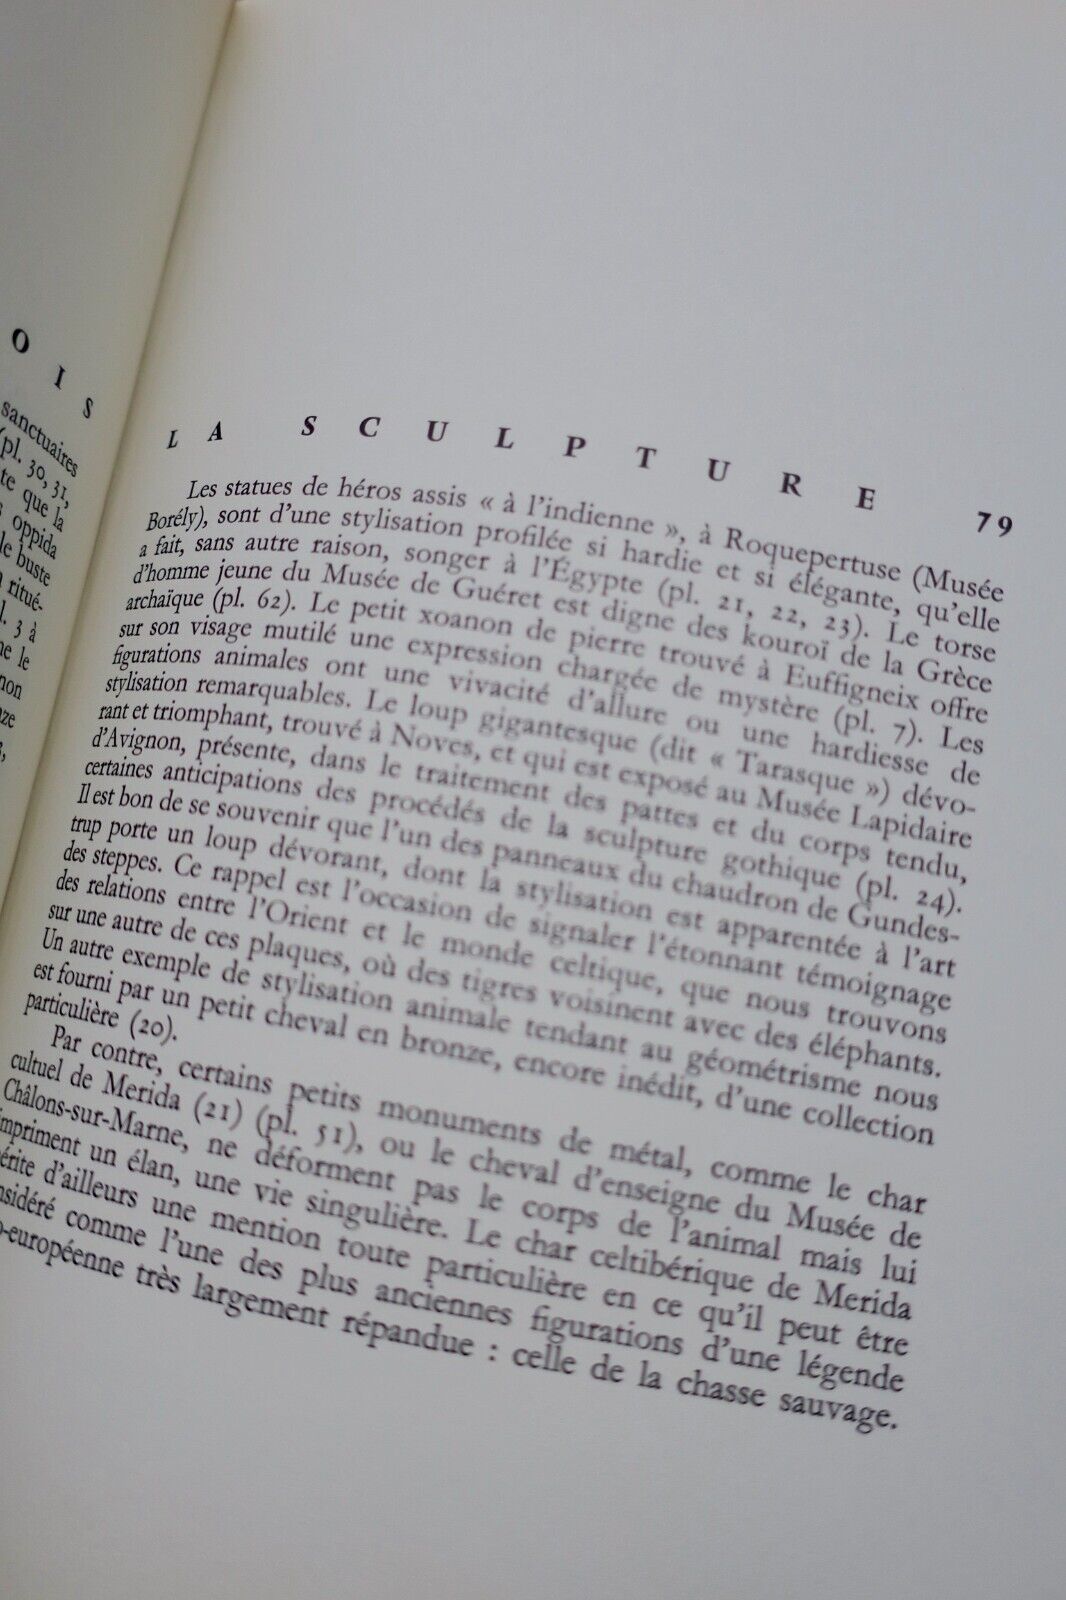 OIS
sanctuaires
(pl. 30, 31,
te que la
oppida
le buste
ritué-
l. 3 à
ne le
non
ze
LA SCULPTURE 79
Les statues de héros assis « à l'indienne », à Roquepertuse (Musée
Borély), sont d'une stylisation profilée si hardie et si élégante, qu'elle
a fait, sans autre raison, songer à l'Égypte (pl. 21, 22, 23). Le torse
d'homme jeune du Musée de Guéret est digne des kouroï de la Grèce
archaïque (pl. 62). Le petit xoanon de pierre trouvé à Euffigneix offre
sur son visage mutilé une expression chargée de mystère (pl. 7). Les
figurations animales ont une vivacité d'allure ou une hardiesse de
stylisation remarquables. Le loup gigantesque (dit « Tarasque ») dévo-
rant et triomphant, trouvé à Noves, et qui est exposé au Musée Lapidaire
d'Avignon, présente, dans le traitement des pattes et du corps tendu,
certaines anticipations des procédés de la sculpture gothique (pl. 24).
Il est bon de se souvenir que l'un des panneaux du chaudron de Gundes-
trup porte un loup dévorant, dont la stylisation est apparentée à l'art
des steppes. Ce rappel est l'occasion de signaler l'étonnant témoignage
des relations entre l'Orient et le monde celtique, que nous trouvons
sur une autre de ces plaques, où des tigres voisinent avec des éléphants.
Un autre exemple de stylisation animale tendant au géométrisme nous
est fourni par un petit cheval en bronze, encore inédit, d'une collection
particulière (20).
Par contre, certains petits monuments de métal, comme le char
cultuel de Merida (21) (pl. 51), ou le cheval d'enseigne du Musée de
Châlons-sur-Marne, ne déforment pas le corps de l'animal mais lui
impriment un élan, une vie singulière. Le char celtibérique de Merida
érite d'ailleurs une mention toute particulière en ce qu'il peut être
nsidéré comme l'une des plus anciennes figurations d'une légende
o-européenne très largement répandue : celle de la chasse sauvage.